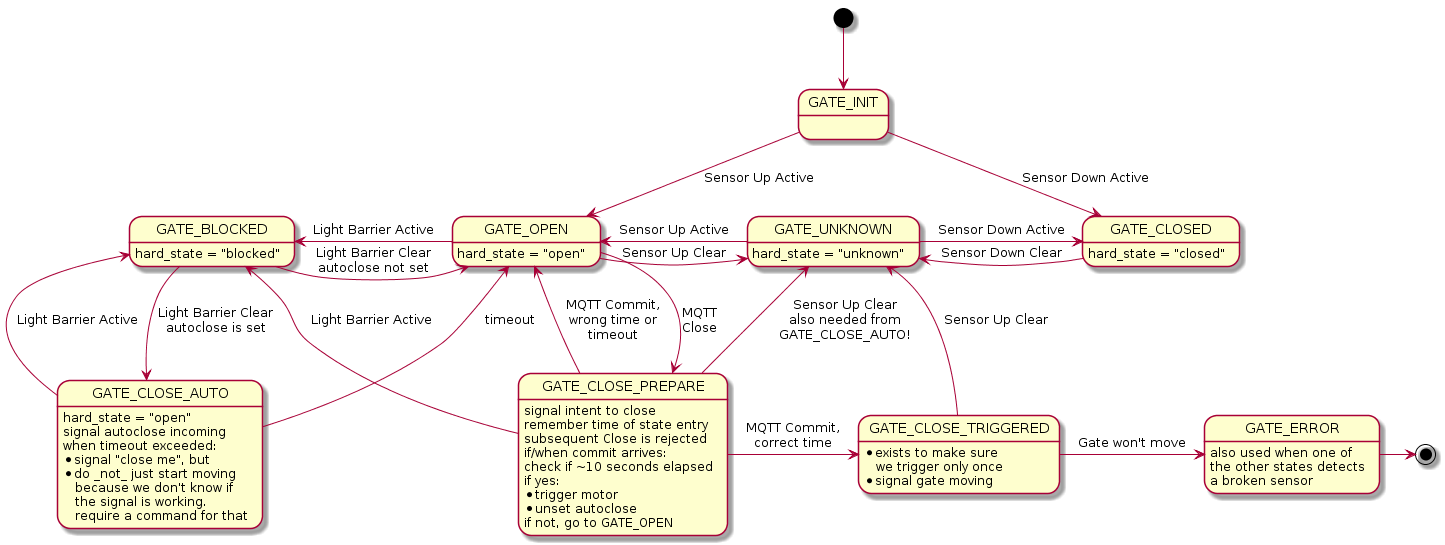 GATE_INIT
Sensor Up Active
Sensor Down Active
GATE_BLOCKED
hard_state = "blocked"
Light Barrier Active
Light Barrier Clear
autoclose not set
GATE_OPEN
hard_state = "open"
Sensor Up Active
Sensor Up Clear
GATE_UNKNOWN
hard_state = "unknown"
Sensor Down Active
Sensor Down Clear
GATE_CLOSED
hard_state = "closed"
Light Barrier Active
Light Barrier Clear
autoclose is set
Light Barrier Active
timeout
MQTT Commit,
wrong time or
timeout
MQTT
Close
Sensor Up Clear
also needed from
GATE_CLOSE_AUTO!
Sensor Up Clear
GATE_CLOSE_AUTO
hard_state = "open"
signal autoclose incoming
when timeout exceeded:
• signal "close me", but
• do _not_ just start moving
because we don't know if
the signal is working.
require a command for that
GATE_CLOSE_PREPARE
signal intent to close
remember time of state entry
subsequent Close is rejected
if/when commit arrives:
check if ~10 seconds elapsed
if yes:
• trigger motor
• unset autoclose
if not, go to GATE_OPEN
MQTT Commit,
correct time
GATE_CLOSE_TRIGGERED
• exists to make sure
we trigger only once
• signal gate moving
Gate won't move
GATE_ERROR
also used when one of
the other states detects
a broken sensor